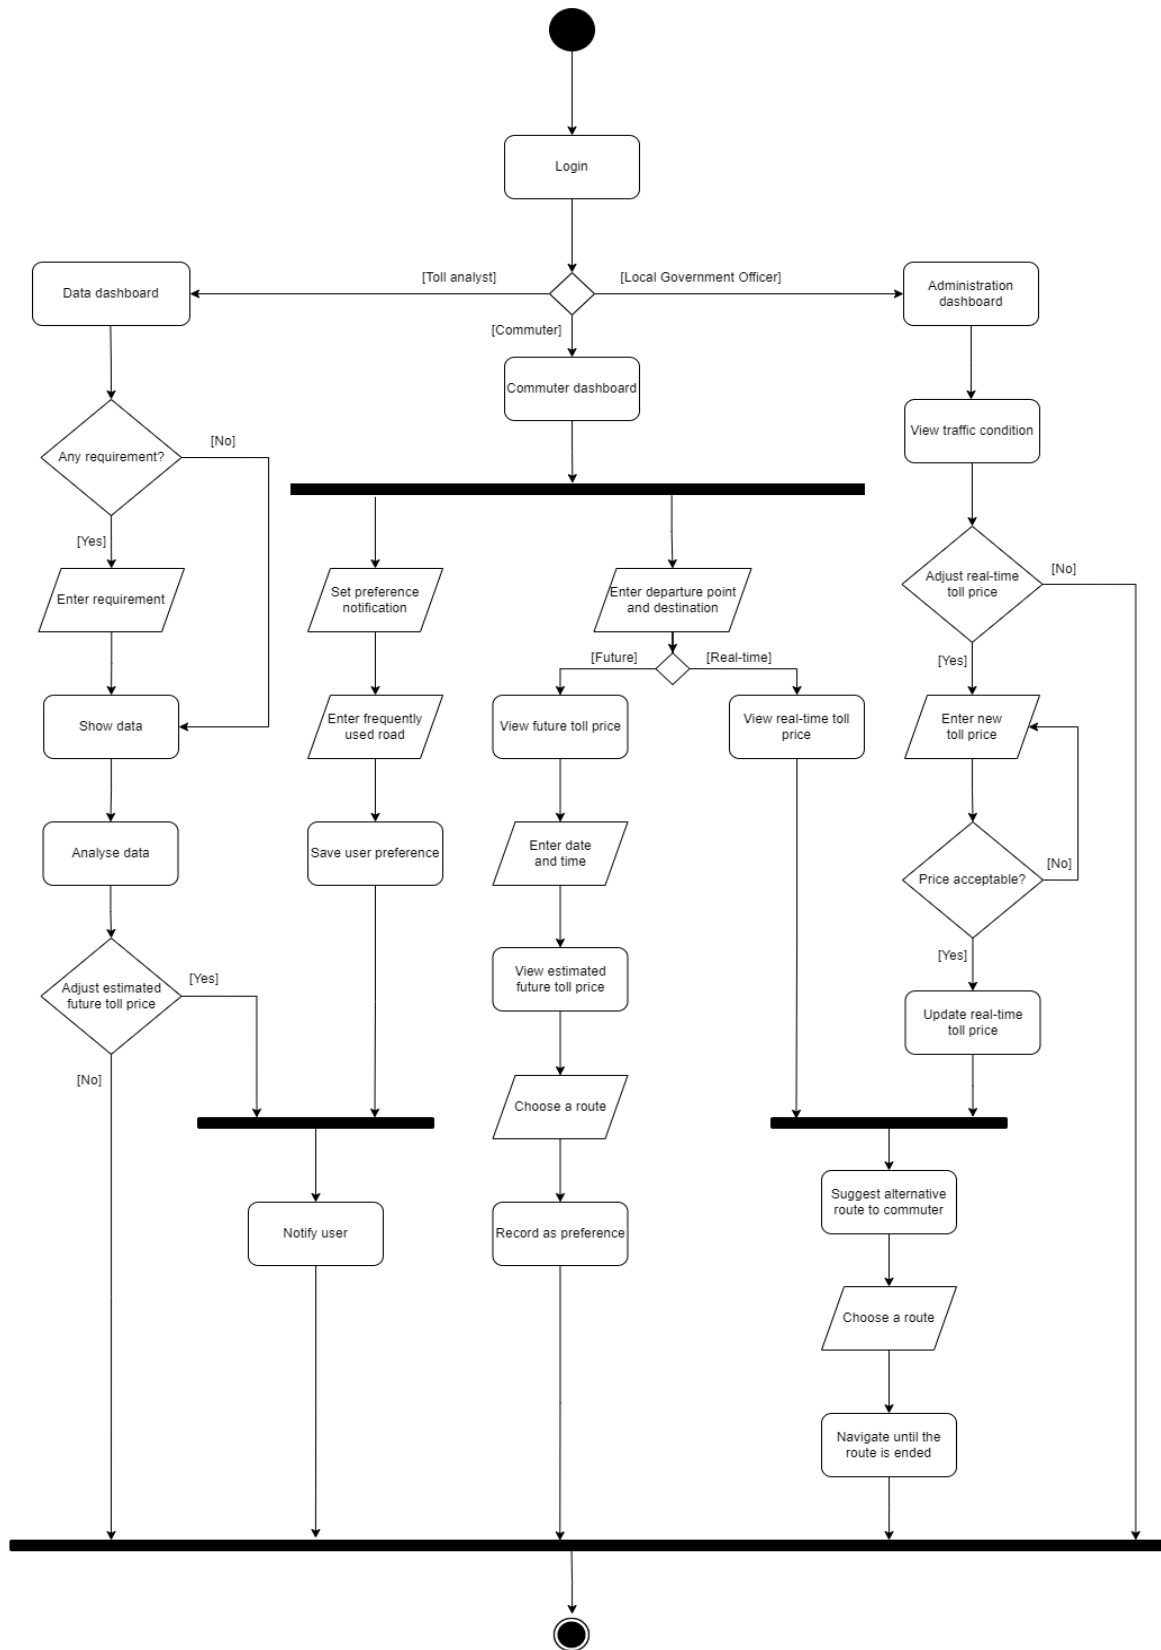 Login
[Toll analyst]
[Local Government Officer]
Data dashboard
Administration
dashboard
[Commuter]
Commuter dashboard
View traffic condition
[No]
Any requirement?
[Yes]
Enter requirement
Set preference
notification
Enter departure point
and destination
Adjust real-time
toll price
[No]
[Future]
[Real-time]
[Yes]
Show data
Enter frequently
used road
View future toll price
View real-time toll
price
Enter new
toll price
Analyse data
Save user preference
Enter date
and time
Price acceptable?
[No]
[Yes]
Adjust estimated
future toll price
[Yes]
View estimated
future toll price
Update real-time
toll price
[No]
Choose a route
Suggest alternative
route to commuter
Notify user
Record as preference
Choose a route
Navigate until the
route is ended